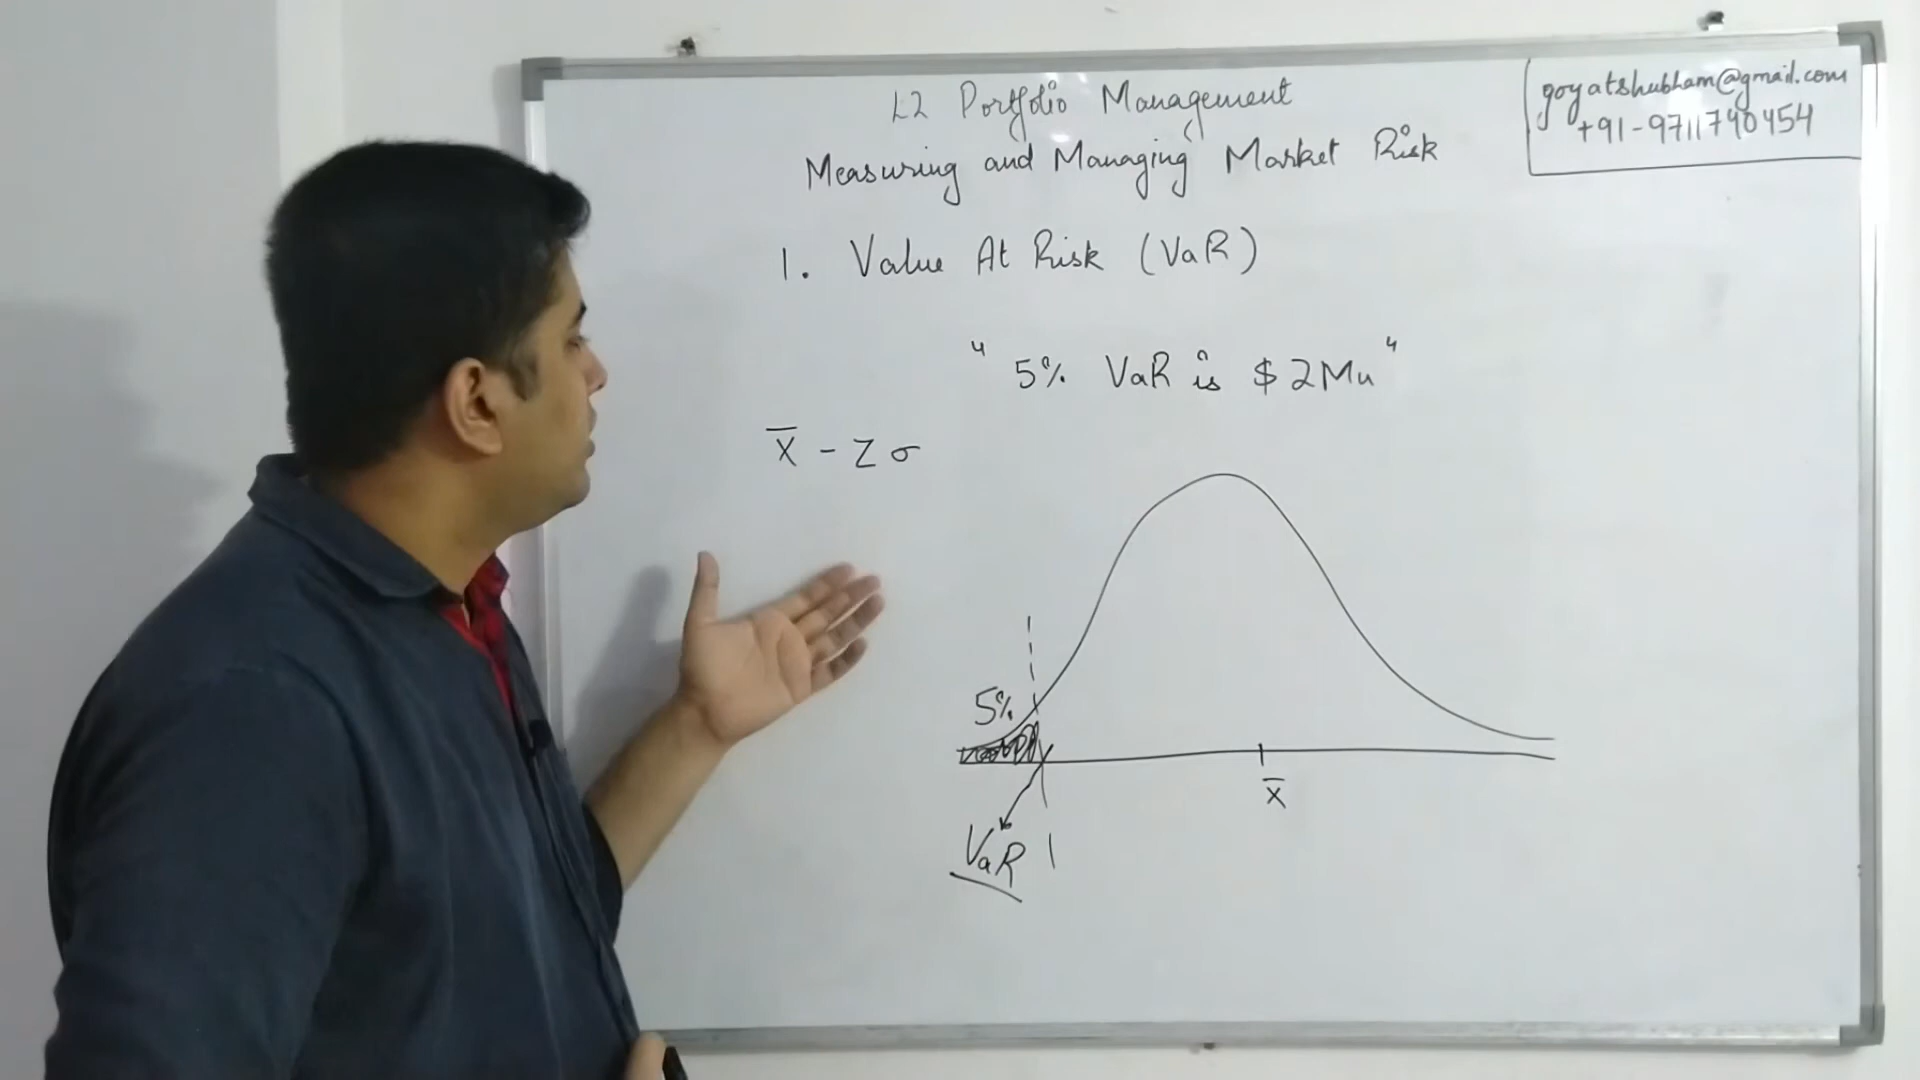 L2 Portfolio Management
Measuring and Managing Market Risk
goyatshubham@gmail.com
+91-9711740454
1. Value At Risk (VaR)
" 5% VaR is $2Mn "
X̅ - Z σ
5%
X̅
VaR